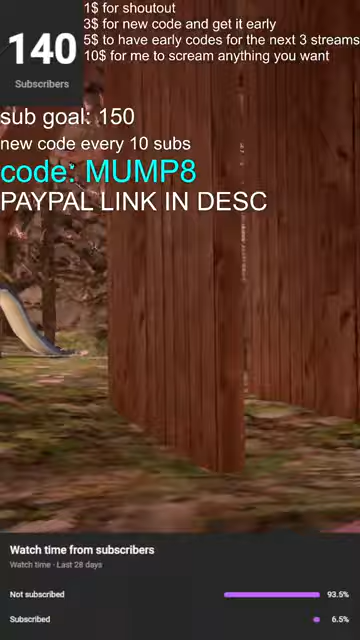 1$ for shoutout
3$ for new code and get it early
5$ to have early codes for the next 3 streams
10$ for me to scream anything you want
140
Subscribers
sub goal: 150
new code every 10 subs
code: MUMP8
PAYPAL LINK IN DESC
Watch time from subscribers
Watch time · Last 28 days
Not subscribed 93.5%
Subscribed 6.5%